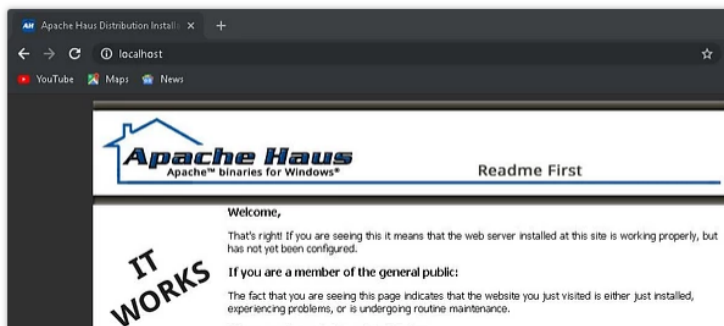 Apache Haus Distribution Install
localhost
YouTube Maps News
Apache Haus
Apache™ binaries for Windows®
Readme First
Welcome,
That's right! If you are seeing this it means that the web server installed at this site is working properly, but
has not yet been configured.
IT
WORKS
If you are a member of the general public:
The fact that you are seeing this page indicates that the website you just visited is either just installed,
experiencing problems, or is undergoing routine maintenance.